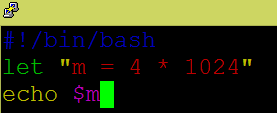 #!/bin/bash
let "m = 4 * 1024"
echo $m